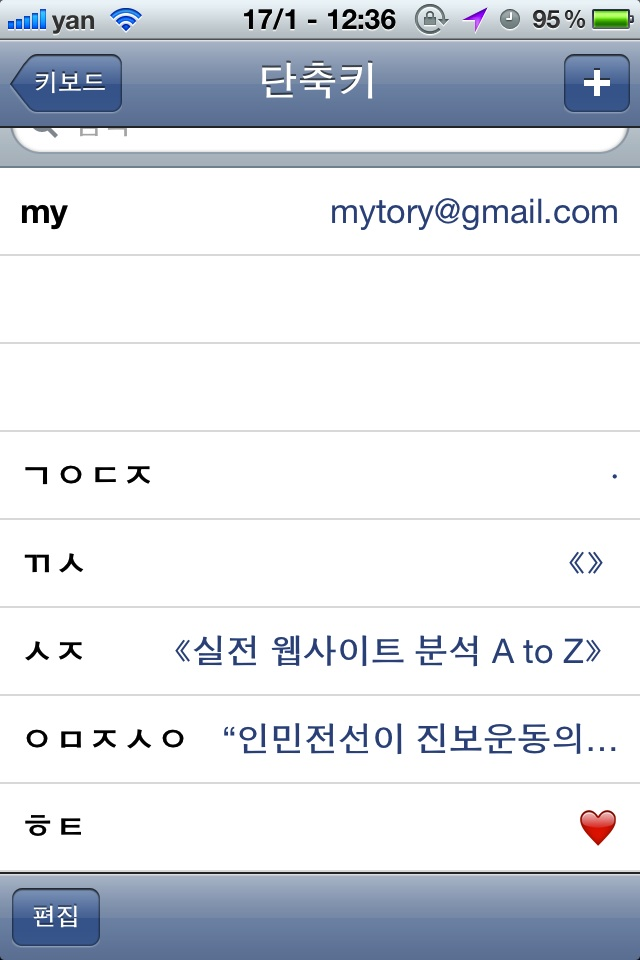 yan 17/1 - 12:36 95%
키보드 단축키 +
my mytory@gmail.com
ㄱㅇㄷㅈ ·
ㄲㅅ 《》
ㅅㅈ 《실전 웹사이트 분석 A to Z》
ㅇㅁㅈㅅㅇ “인민전선이 진보운동의...
ㅎㅌ ❤
편집